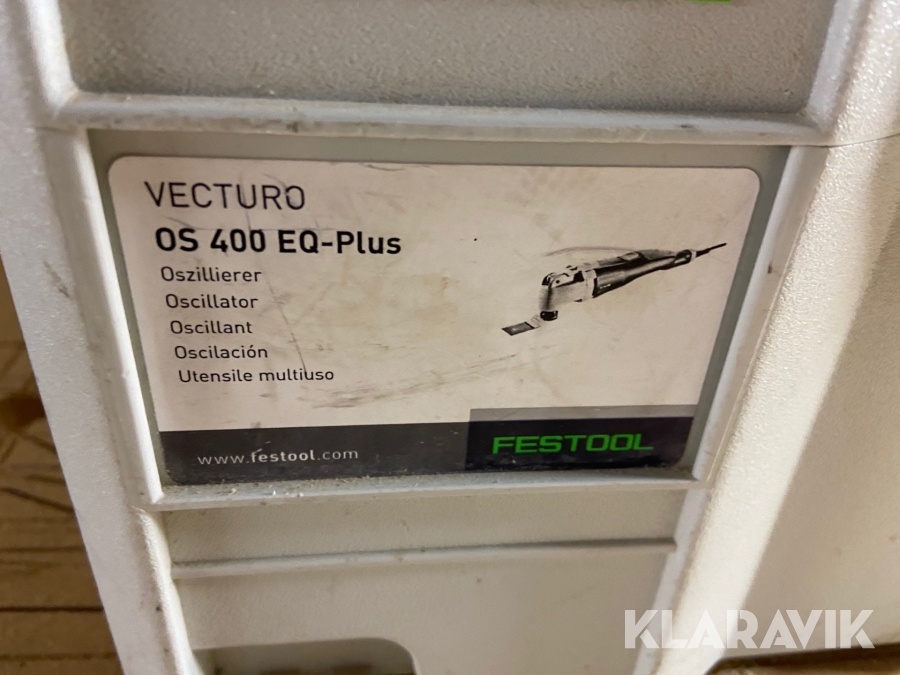 VECTURO
OS 400 EQ-Plus
Oszillierer
Oscillator
Oscillant
Oscilación
Utensile multiuso
www.festool.com
FESTOOL
KLARAVIK